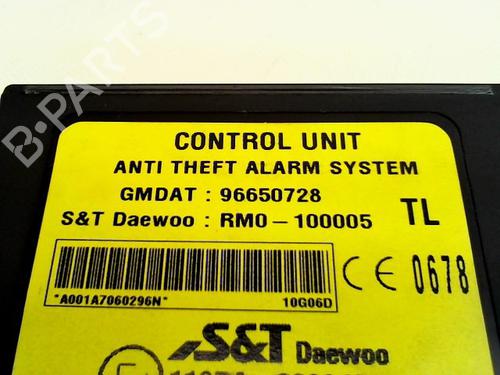 B-PARTS
CONTROL UNIT
ANTI THEFT ALARM SYSTEM
GMDAT : 96650728
S&T Daewoo : RM0-100005 TL
*A001A7060296N* 10G06D
CE 0678
S&T Daewoo